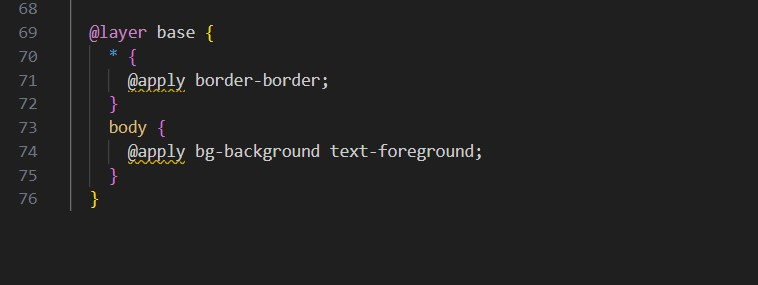 68
69 @layer base {
70 * {
71 @apply border-border;
72 }
73 body {
74 @apply bg-background text-foreground;
75 }
76 }